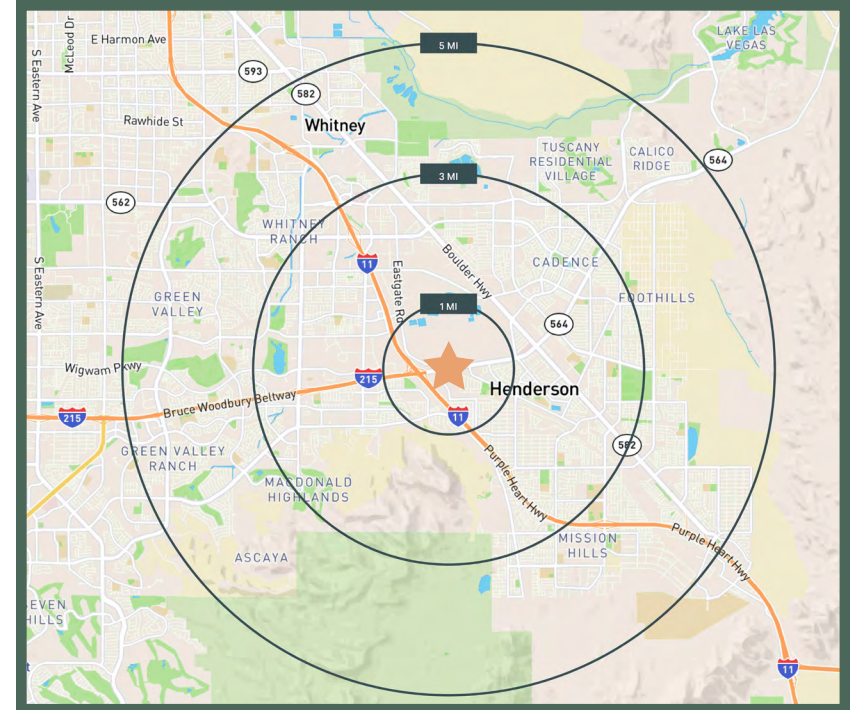 McLeod Dr
E Harmon Ave
LAKE LAS
VEGAS
5 MI
S Eastern Ave
593
582
Rawhide St
Whitney
TUSCANY
RESIDENTIAL
VILLAGE
CALICO
RIDGE
564
3 MI
562
WHITNEY
RANCH
11
Eastgate Rd
Boulder Hwy
CADENCE
S Eastern Ave
GREEN
VALLEY
FOOTHILLS
1 MI
564
Wigwam Pkwy
215
Henderson
Bruce Woodbury Beltway
215
11
582
GREEN VALLEY
RANCH
Purple Heart Hwy
MACDONALD
HIGHLANDS
MISSION
HILLS
Purple Heart Hwy
ASCAYA
EVEN
HILLS
t
11